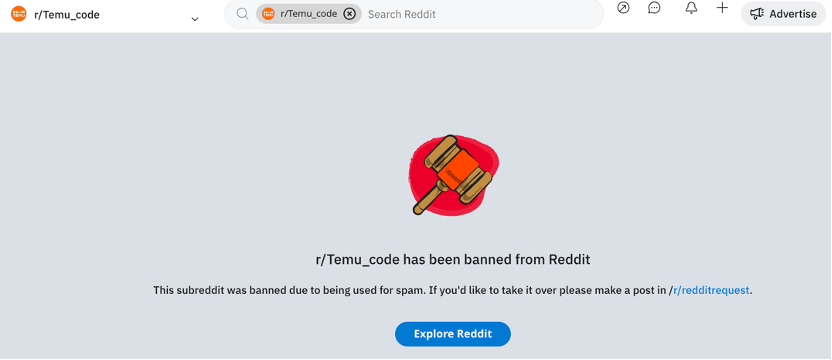 r/Temu_code
r/Temu_code
Search Reddit
Advertise
r/Temu_code has been banned from Reddit
This subreddit was banned due to being used for spam. If you'd like to take it over please make a post in /r/redditrequest.
Explore Reddit